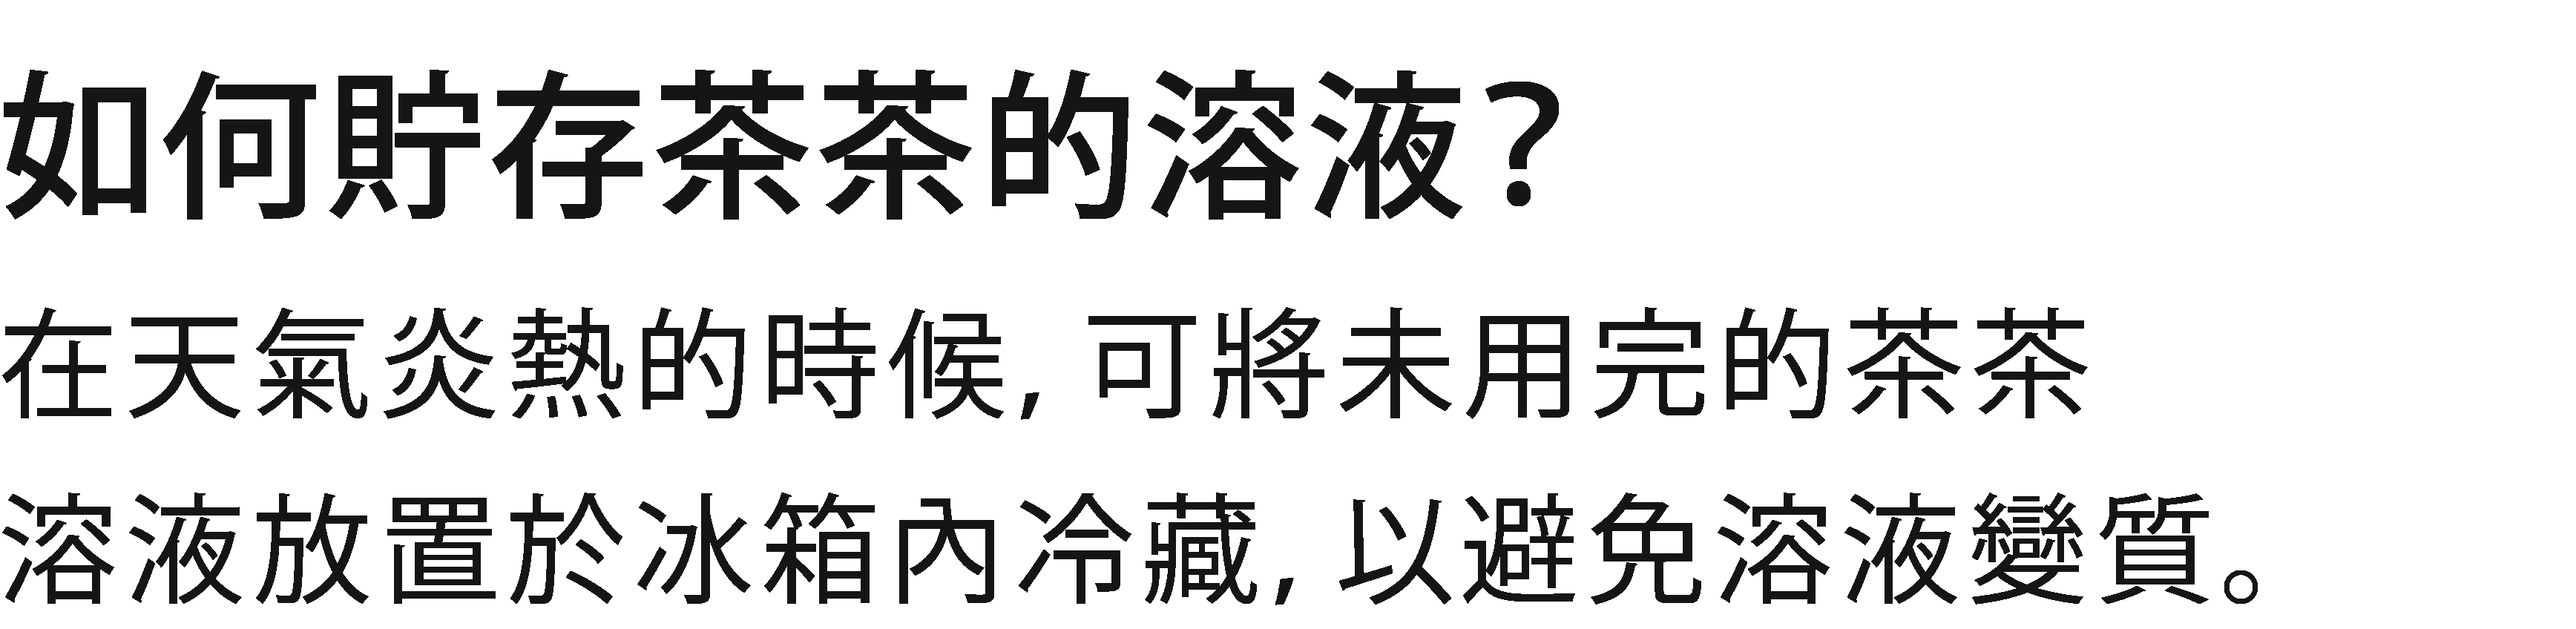 如何貯存茶茶的溶液？
在天氣炎熱的時候, 可將未用完的茶茶
溶液放置於冰箱內冷藏, 以避免溶液變質。